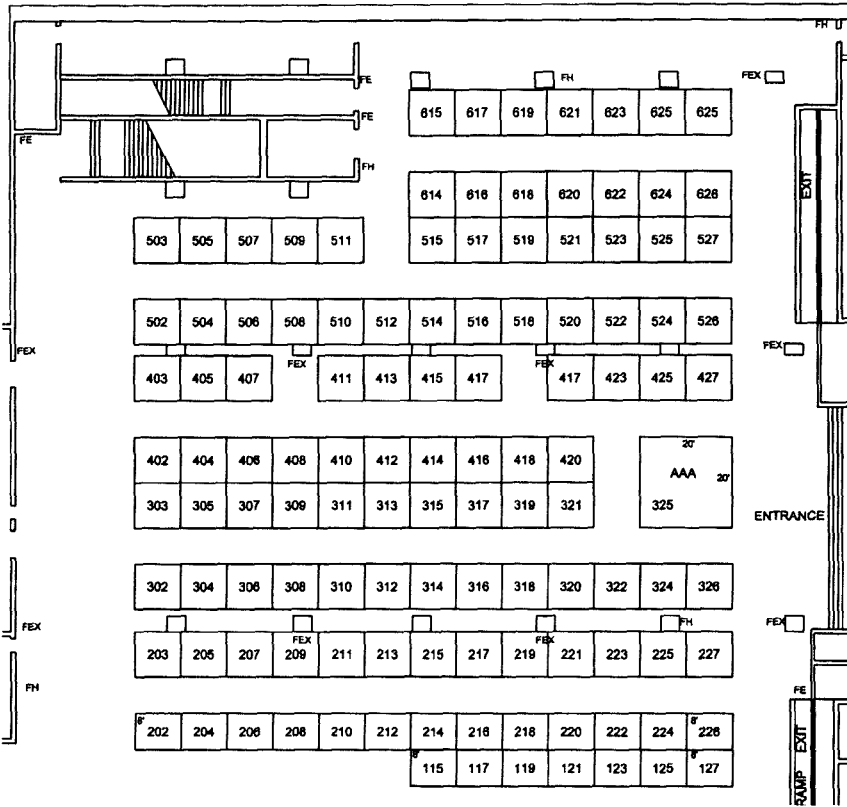 FH
FE
FH
FEX
615 617 619 621 623 625 625
FE
FE
FH
EXIT
614 616 618 620 622 624 626
503 505 507 509 511 515 517 519 521 523 525 527
502 504 506 508 510 512 514 516 518 520 522 524 526
FEX FEX FEX FEX
403 405 407 411 413 415 417 417 423 425 427
402 404 406 408 410 412 414 416 418 420
20'
AAA 20'
303 305 307 309 311 313 315 317 319 321 325
ENTRANCE
302 304 306 308 310 312 314 316 318 320 322 324 326
FEX FEX FEX FH FEX
203 205 207 209 211 213 215 217 219 221 223 225 227
FH
FE
8' 8'
202 204 206 208 210 212 214 216 218 220 222 224 226
8' 8'
115 117 119 121 123 125 127
RAMP EXIT